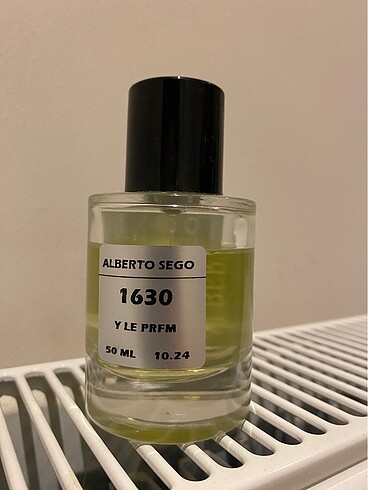 ALBERTO SEGO
1630
Y LE PRFM
50 ML 10.24